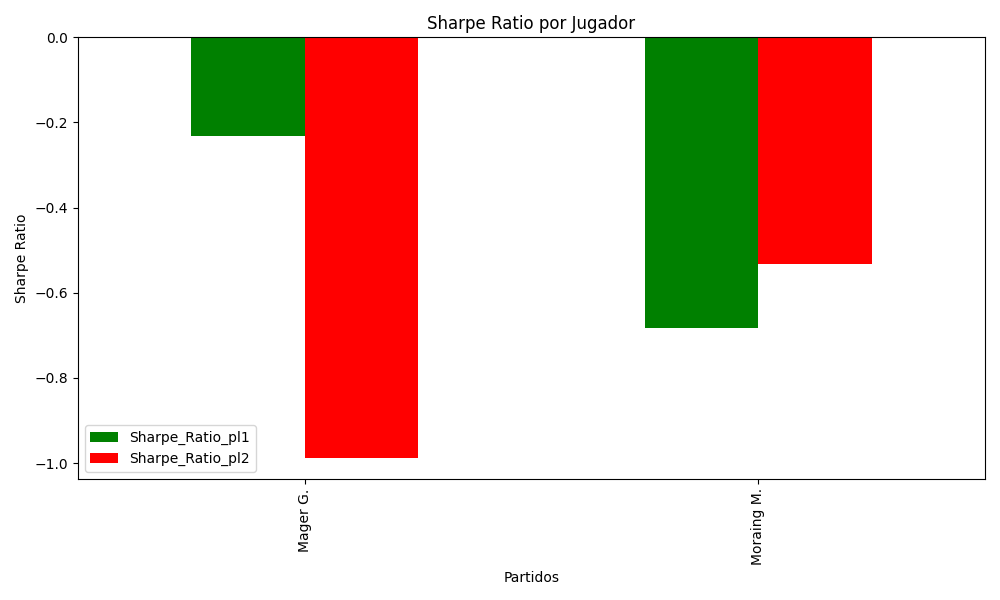 Sharpe Ratio por Jugador
Sharpe Ratio
0.0
−0.2
−0.4
−0.6
−0.8
−1.0
Sharpe_Ratio_pl1
Sharpe_Ratio_pl2
Mager G.
Moraing M.
Partidos